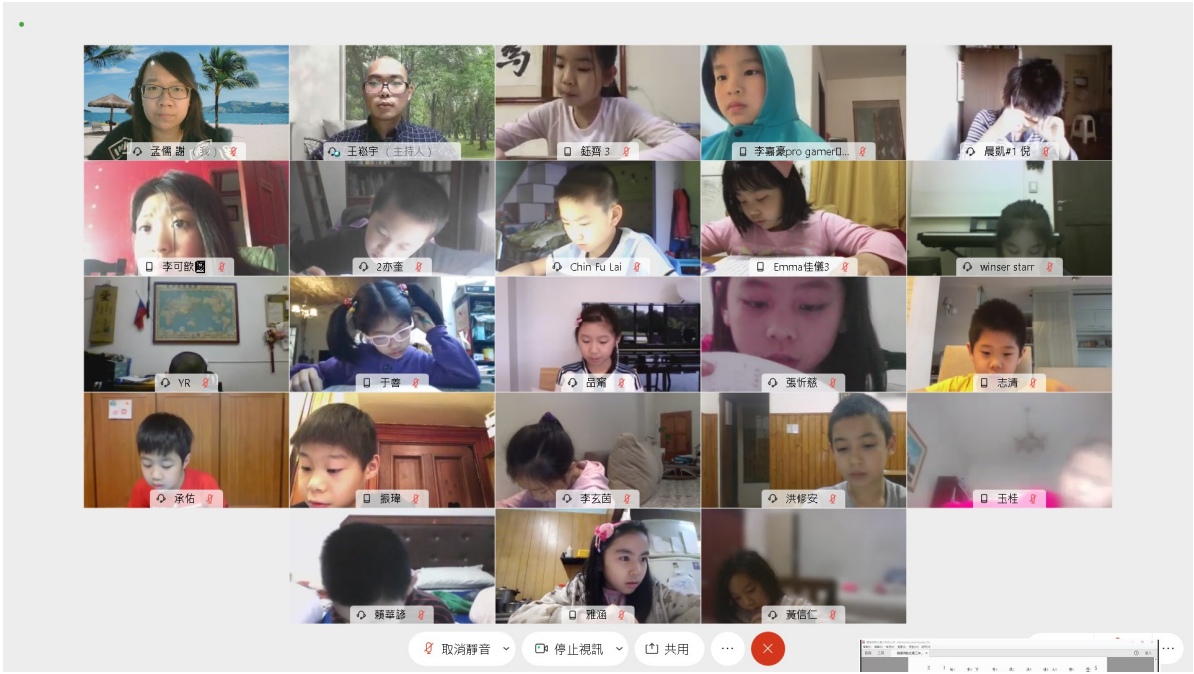 孟儒 謝（我）
王崧宇（主持人）
鈺齊 3
李嘉豪pro gamer
晨凱#1 倪
李可歆
2亦奎
Chin Fu Lai
Emma佳儀3
winser starr
YR
于善
品甯
張忻慈
志清
承佑
振瑋
李玄茵
洪修安
玉桂
賴華諺
雅涵
黃信仁
取消靜音
停止視訊
共用